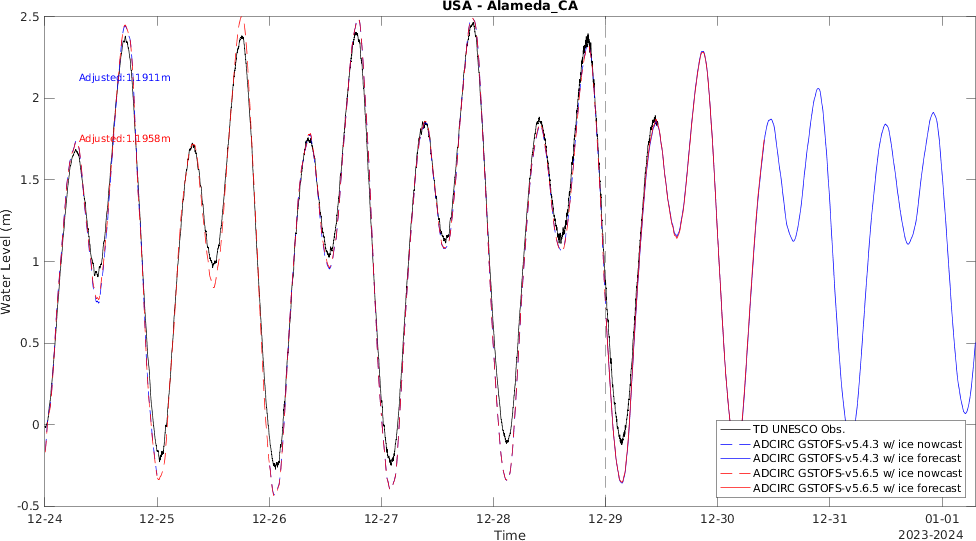 USA - Alameda_CA
2.5
2
1.5
1
0.5
0
-0.5
Water Level (m)
Adjusted:1.1911m
Adjusted:1.1958m
TD UNESCO Obs.
ADCIRC GSTOFS-v5.4.3 w/ ice nowcast
ADCIRC GSTOFS-v5.4.3 w/ ice forecast
ADCIRC GSTOFS-v5.6.5 w/ ice nowcast
ADCIRC GSTOFS-v5.6.5 w/ ice forecast
12-24 12-25 12-26 12-27 12-28 12-29 12-30 12-31 01-01
Time
2023-2024